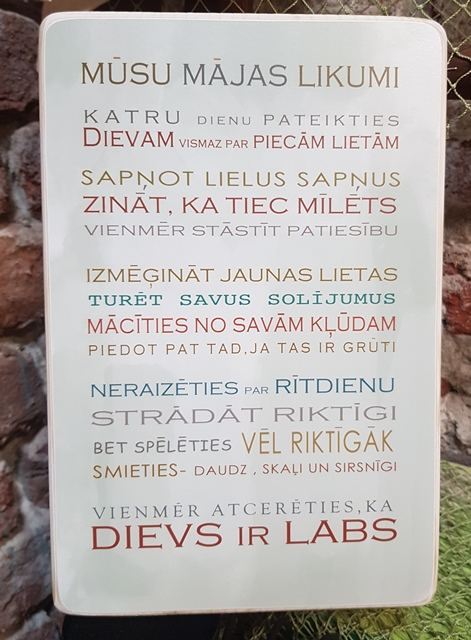 MŪSU MĀJAS LIKUMI
KATRU DIENU PATEIKTIES
DIEVAM VISMAZ PAR PIECĀM LIETĀM
SAPŅOT LIELUS SAPŅUS
ZINĀT, KA TIEC MĪLĒTS
VIENMĒR STĀSTĪT PATIESĪBU
IZMĒĢINĀT JAUNAS LIETAS
TURĒT SAVUS SOLĪJUMUS
MĀCĪTIES NO SAVĀM KĻŪDAM
PIEDOT PAT TAD, JA TAS IR GRŪTI
NERAIZĒTIES PAR RĪTDIENU
STRĀDĀT RIKTĪGI
BET SPĒLĒTIES VĒL RIKTĪGĀK
SMIETIES- DAUDZ , SKAĻI UN SIRSNĪGI
VIENMĒR ATCERĒTIES, KA
DIEVS IR LABS